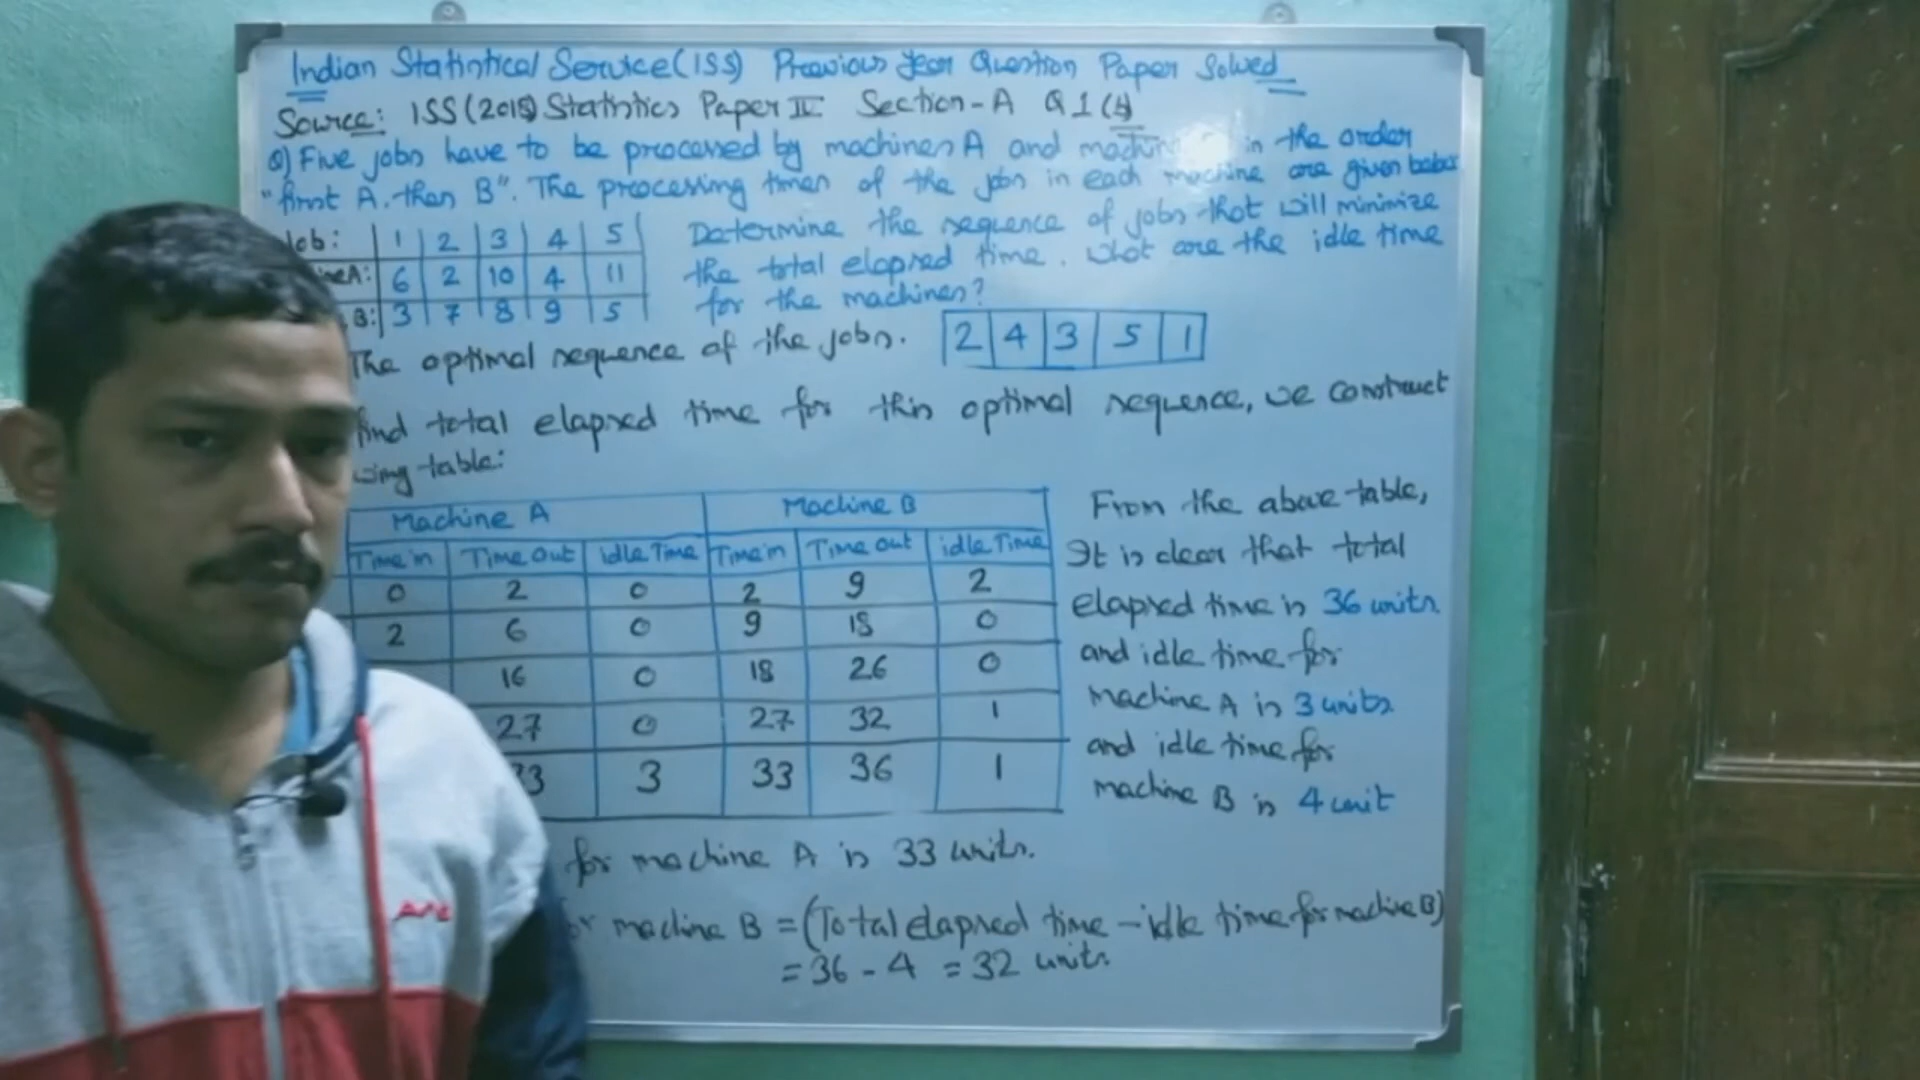 Indian Statistical Service (ISS) Previous Year Question Paper Solved
Source: ISS (2018) Statistics Paper IV Section-A Q1
Q) Five jobs have to be processed by machines A and in the order
"first A, then B". The processing times of the jobs in each machine are given below
Job: 1 2 3 4 5
A: 6 2 10 4 11
B: 3 7 8 9 5
Determine the sequence of jobs that will minimize
the total elapsed time. What are the idle time
for the machines?
The optimal sequence of the jobs. 2 4 3 5 1
find total elapsed time for this optimal sequence, we construct
table:
Machine A Machine B
Time in Time Out idle Time Time in Time out idle Time
0 2 0 2 9 2
2 6 0 9 18 0
16 0 18 26 0
27 0 27 32 1
33 3 33 36 1
From the above table,
It is clear that total
elapsed time is 36 units.
and idle time for
machine A is 3 units
and idle time for
machine B is 4 unit
for machine A is 33 units.
machine B = (Total elapsed time - idle time for machine B)
= 36 - 4 = 32 units